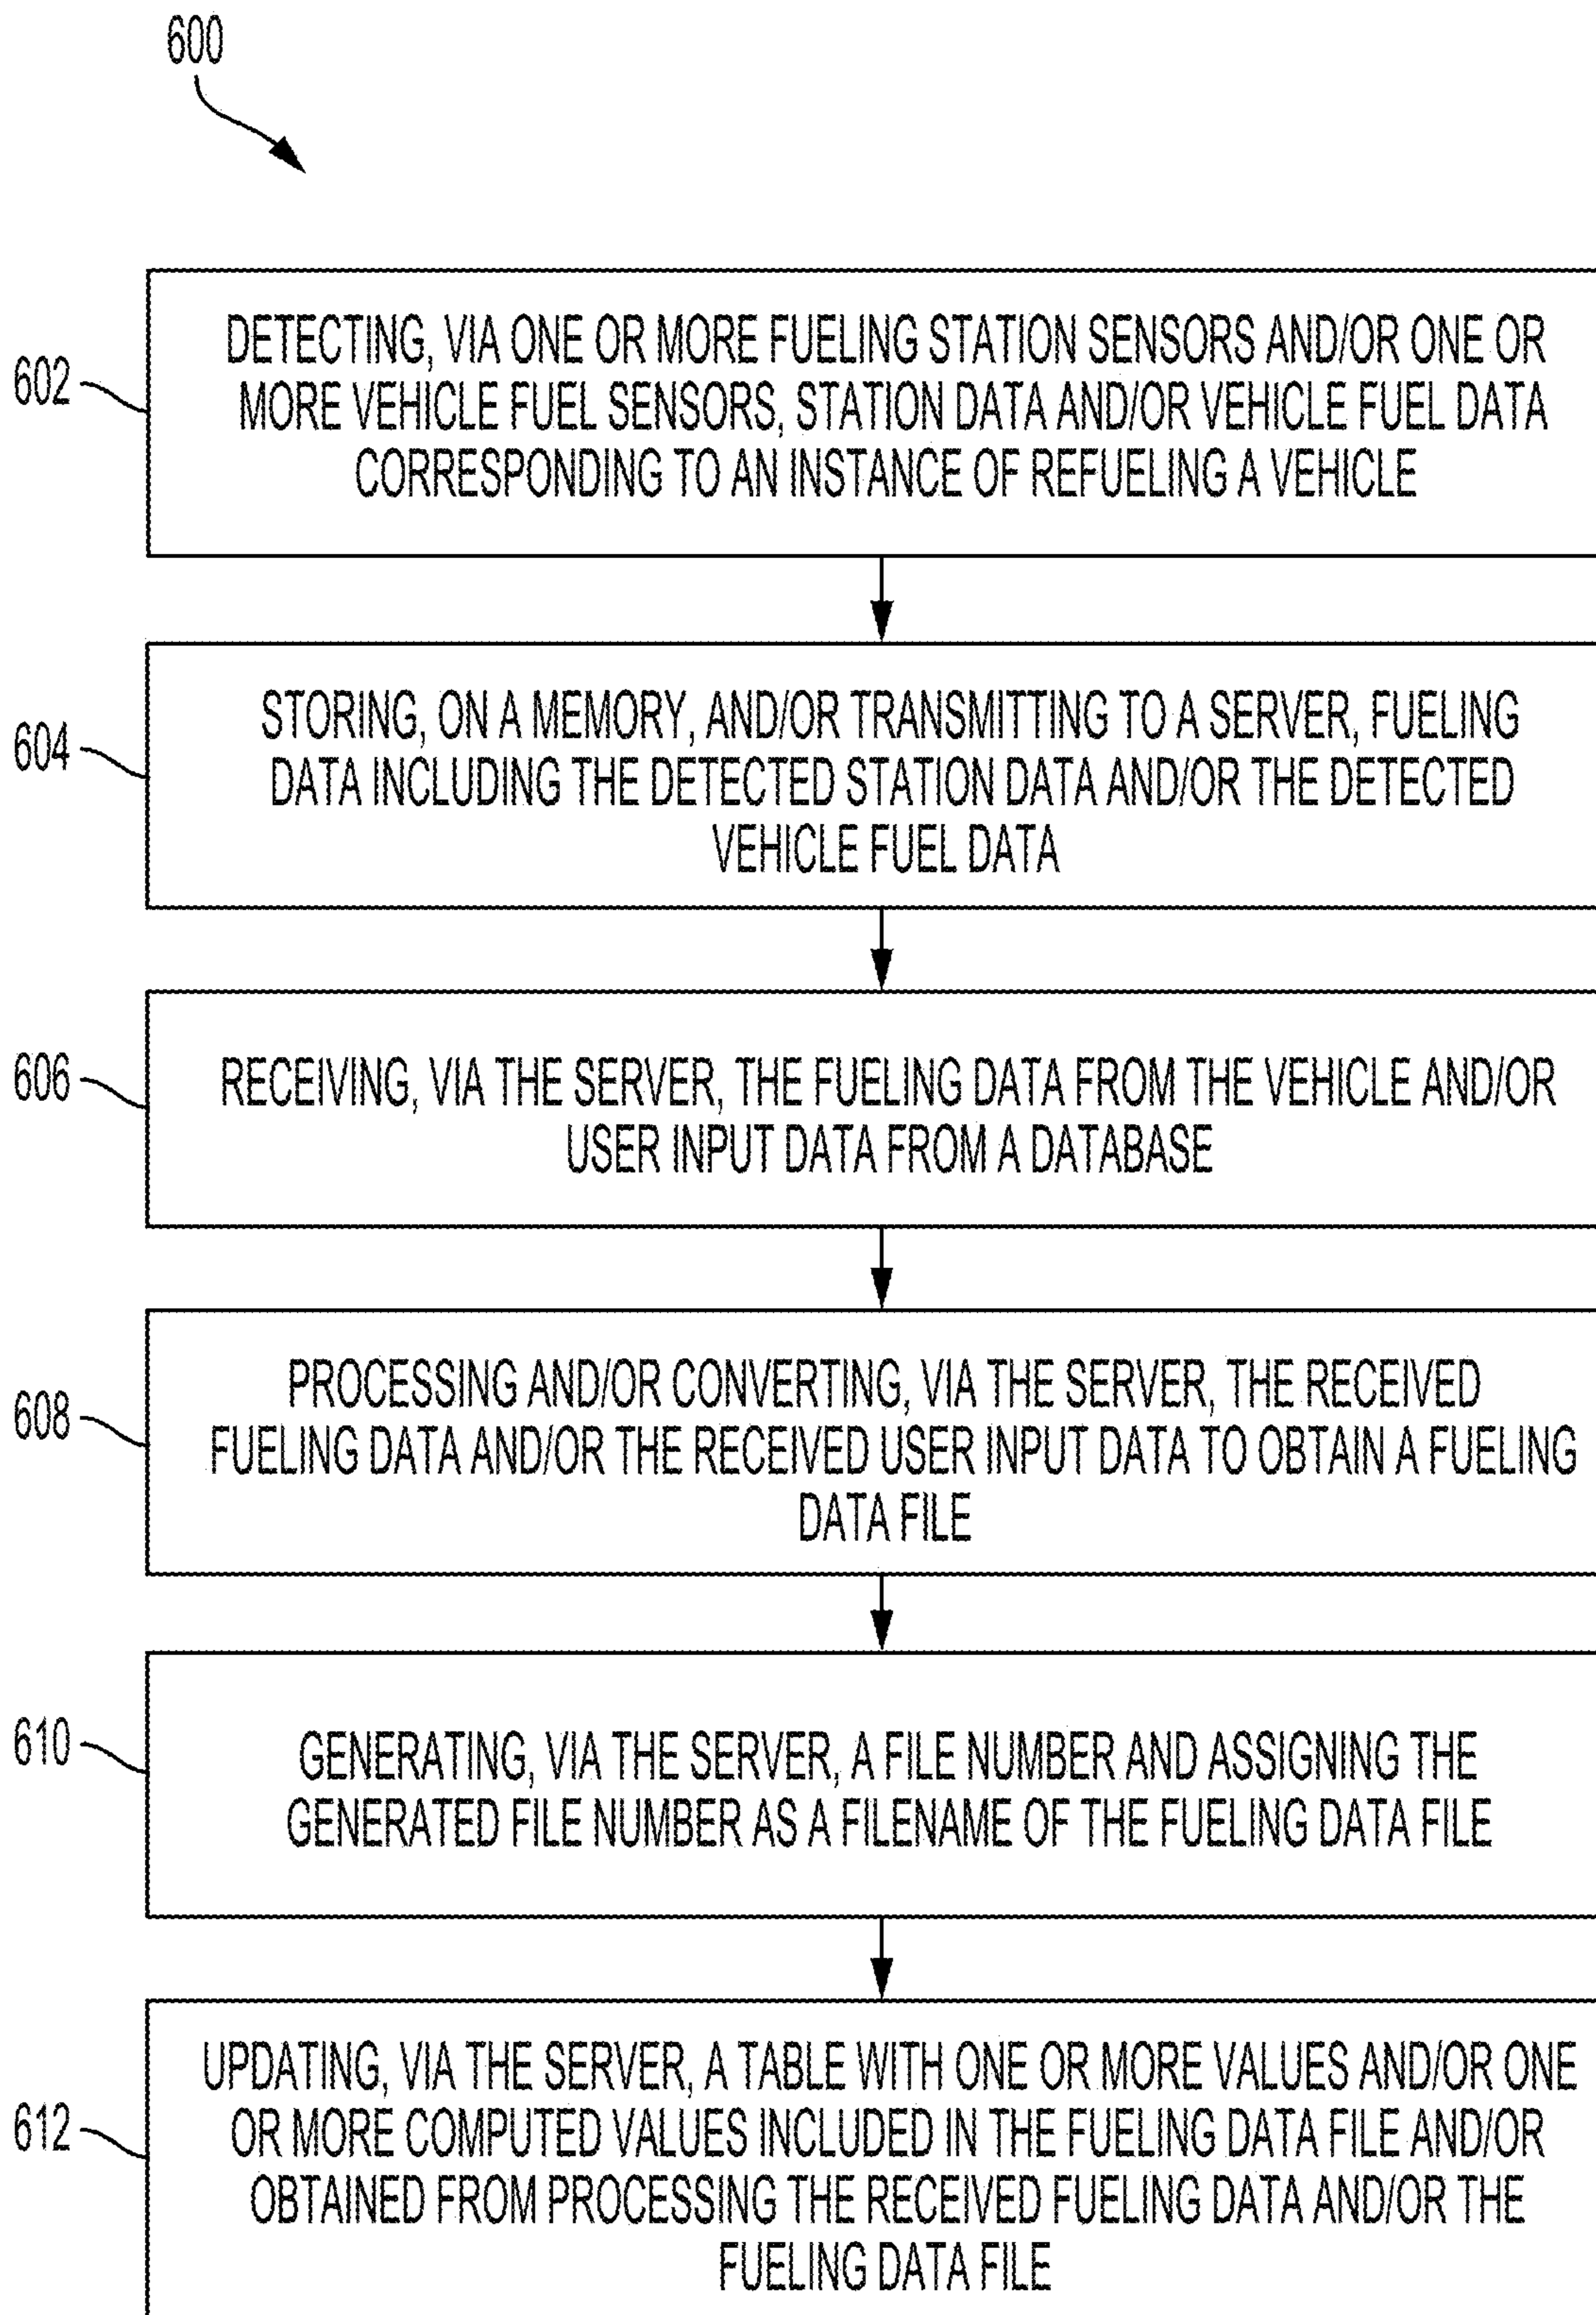 600
602
DETECTING, VIA ONE OR MORE FUELING STATION SENSORS AND/OR ONE OR
MORE VEHICLE FUEL SENSORS, STATION DATA AND/OR VEHICLE FUEL DATA
CORRESPONDING TO AN INSTANCE OF REFUELING A VEHICLE
604
STORING, ON A MEMORY, AND/OR TRANSMITTING TO A SERVER, FUELING
DATA INCLUDING THE DETECTED STATION DATA AND/OR THE DETECTED
VEHICLE FUEL DATA
606
RECEIVING, VIA THE SERVER, THE FUELING DATA FROM THE VEHICLE AND/OR
USER INPUT DATA FROM A DATABASE
608
PROCESSING AND/OR CONVERTING, VIA THE SERVER, THE RECEIVED
FUELING DATA AND/OR THE RECEIVED USER INPUT DATA TO OBTAIN A FUELING
DATA FILE
610
GENERATING, VIA THE SERVER, A FILE NUMBER AND ASSIGNING THE
GENERATED FILE NUMBER AS A FILENAME OF THE FUELING DATA FILE
612
UPDATING, VIA THE SERVER, A TABLE WITH ONE OR MORE VALUES AND/OR ONE
OR MORE COMPUTED VALUES INCLUDED IN THE FUELING DATA FILE AND/OR
OBTAINED FROM PROCESSING THE RECEIVED FUELING DATA AND/OR THE
FUELING DATA FILE